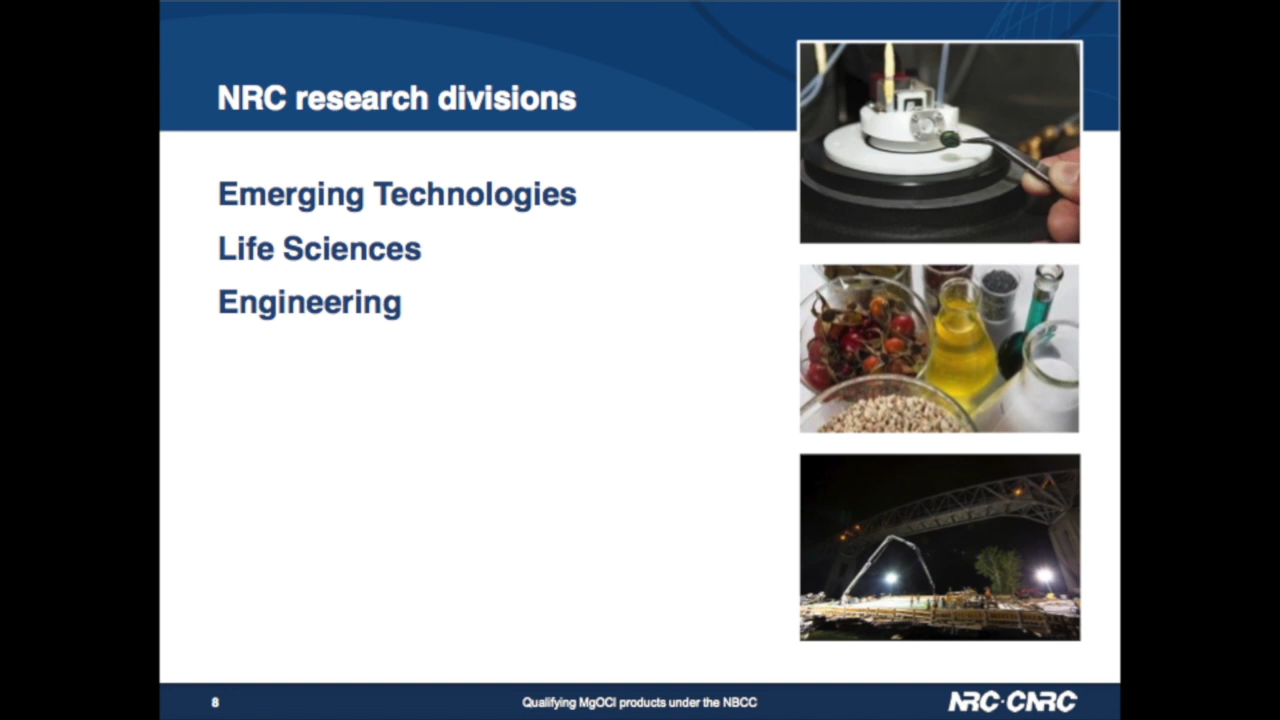 NRC research divisions
Emerging Technologies
Life Sciences
Engineering
8
Qualifying MgOCl products under the NBCC
NRC·CNRC